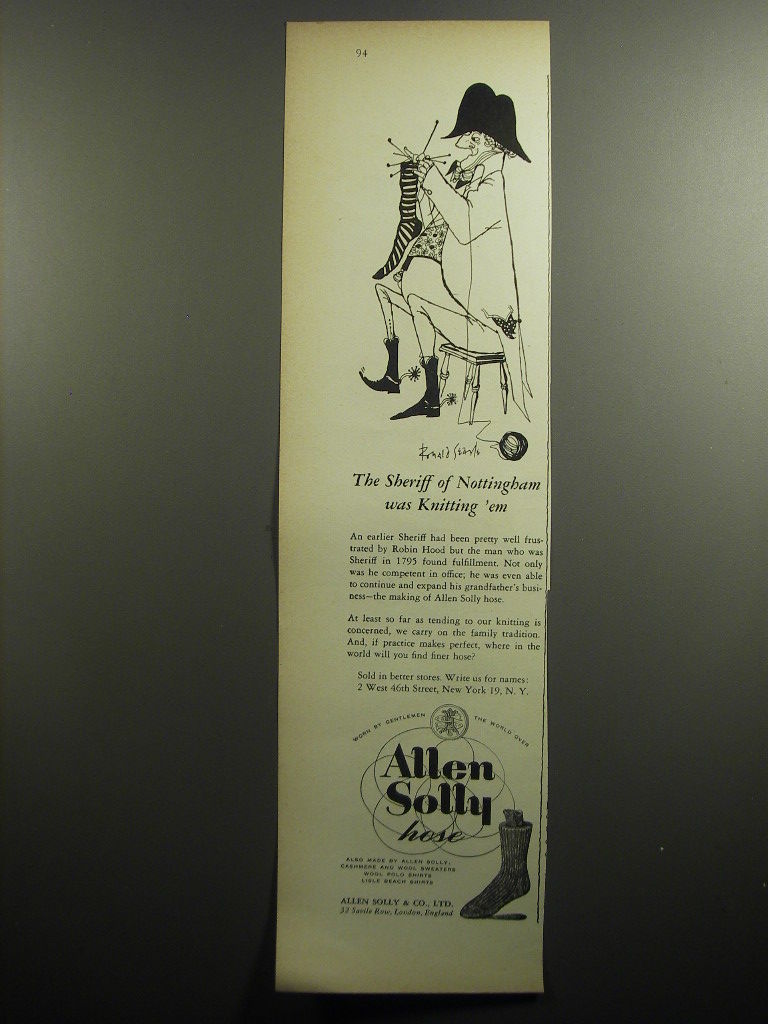 94
Ronald Searle
The Sheriff of Nottingham
was Knitting 'em
An earlier Sheriff had been pretty well frus-
trated by Robin Hood but the man who was
Sheriff in 1795 found fulfillment. Not only
was he competent in office; he was even able
to continue and expand his grandfather's busi-
ness—the making of Allen Solly hose.
At least so far as tending to our knitting is
concerned, we carry on the family tradition.
And, if practice makes perfect, where in the
world will you find finer hose?
Sold in better stores. Write us for names:
2 West 46th Street, New York 19, N. Y.
WORN BY GENTLEMEN THE WORLD OVER
Allen
Solly
hose
ALSO MADE BY ALLEN SOLLY:
CASHMERE AND WOOL SWEATERS
WOOL POLO SHIRTS
LISLE BEACH SHIRTS
ALLEN SOLLY & CO., LTD.
32 Savile Row, London, England